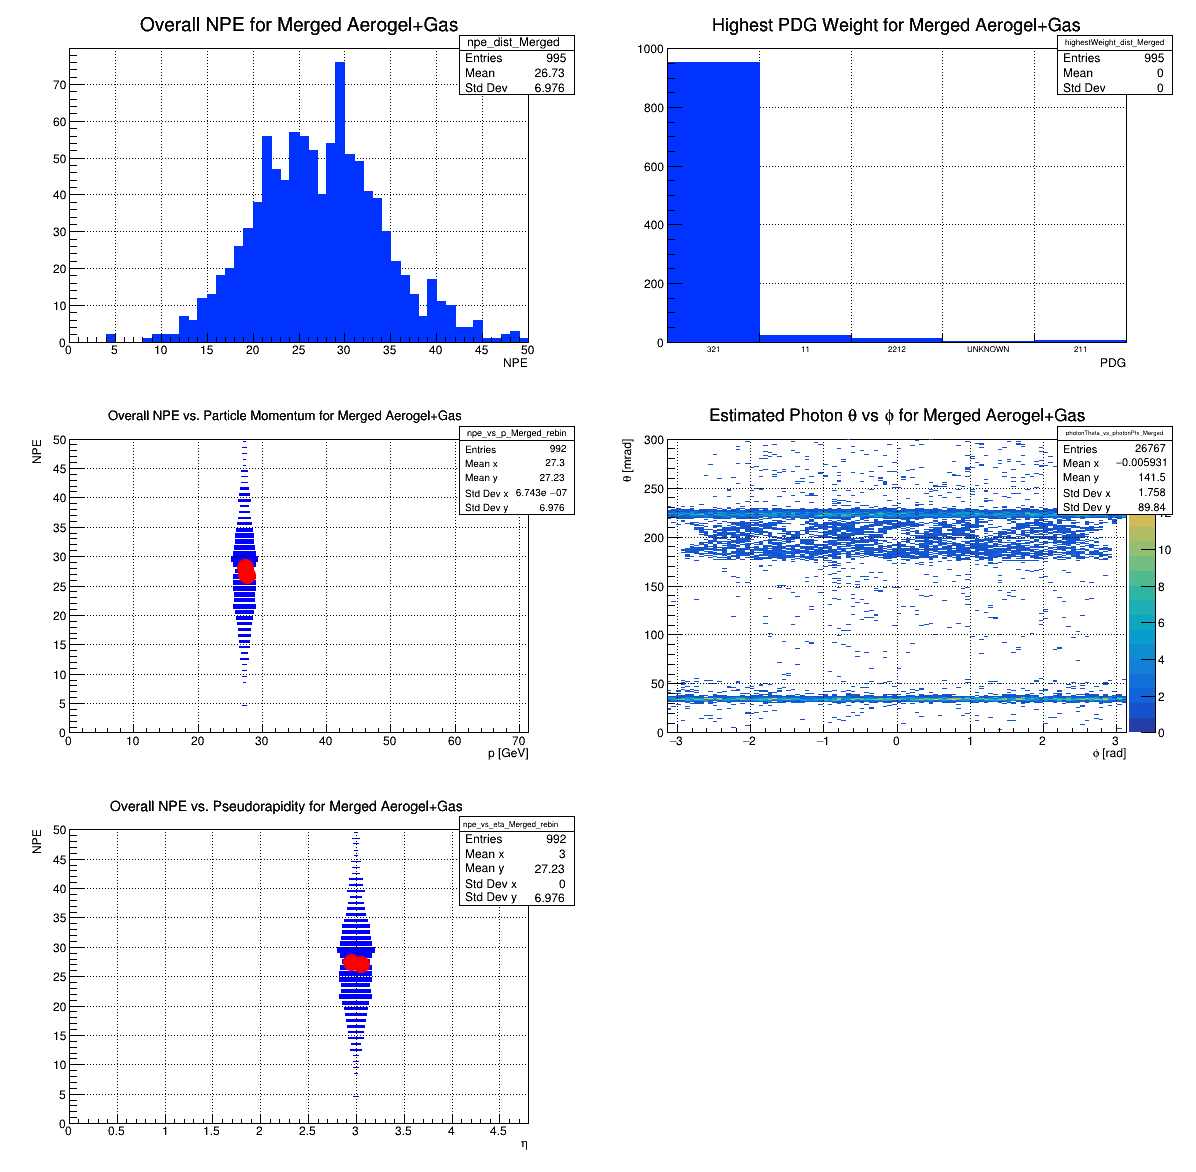 Overall NPE for Merged Aerogel+Gas
npe_dist_Merged
Entries 995
Mean 26.73
Std Dev 6.976
70
60
50
40
30
20
10
0
0 5 10 15 20 25 30 35 40 45 50
NPE
Highest PDG Weight for Merged Aerogel+Gas
highestWeight_dist_Merged
Entries 995
Mean 0
Std Dev 0
1000
800
600
400
200
0
321 11 2212 UNKNOWN 211
PDG
Overall NPE vs. Particle Momentum for Merged Aerogel+Gas
npe_vs_p_Merged_rebin
Entries 992
Mean x 27.3
Mean y 27.23
Std Dev x 6.743e −07
Std Dev y 6.976
NPE
50
45
40
35
30
25
20
15
10
5
0
0 10 20 30 40 50 60 70
p [GeV]
Estimated Photon θ vs ϕ for Merged Aerogel+Gas
photonTheta_vs_photonPhi_Merged
Entries 26767
Mean x −0.005931
Mean y 141.5
Std Dev x 1.758
Std Dev y 89.84
θ [mrad]
300
250
200
150
100
50
0
−3 −2 −1 0 1 2 3
ϕ [rad]
12
10
8
6
4
2
0
Overall NPE vs. Pseudorapidity for Merged Aerogel+Gas
npe_vs_eta_Merged_rebin
Entries 992
Mean x 3
Mean y 27.23
Std Dev x 0
Std Dev y 6.976
NPE
50
45
40
35
30
25
20
15
10
5
0
0 0.5 1 1.5 2 2.5 3 3.5 4 4.5
η